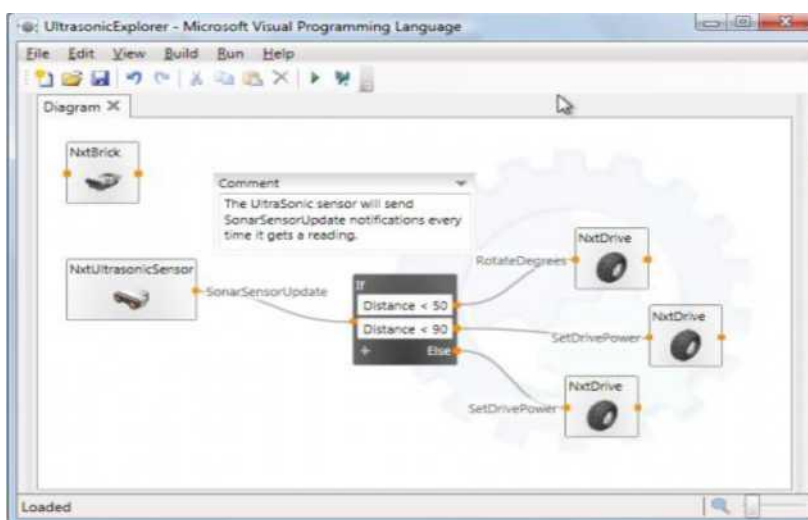 UltrasonicExplorer - Microsoft Visual Programming Language
File Edit View Build Run Help
Diagram
NxtBrick
Comment
The UltraSonic sensor will send
SonarSensorUpdate notifications every
time it gets a reading.
NxtUltrasonicSensor
SonarSensorUpdate
If
Distance < 50
Distance < 90
+ Else
RotateDegrees
NxtDrive
SetDrivePower
NxtDrive
SetDrivePower
NxtDrive
Loaded